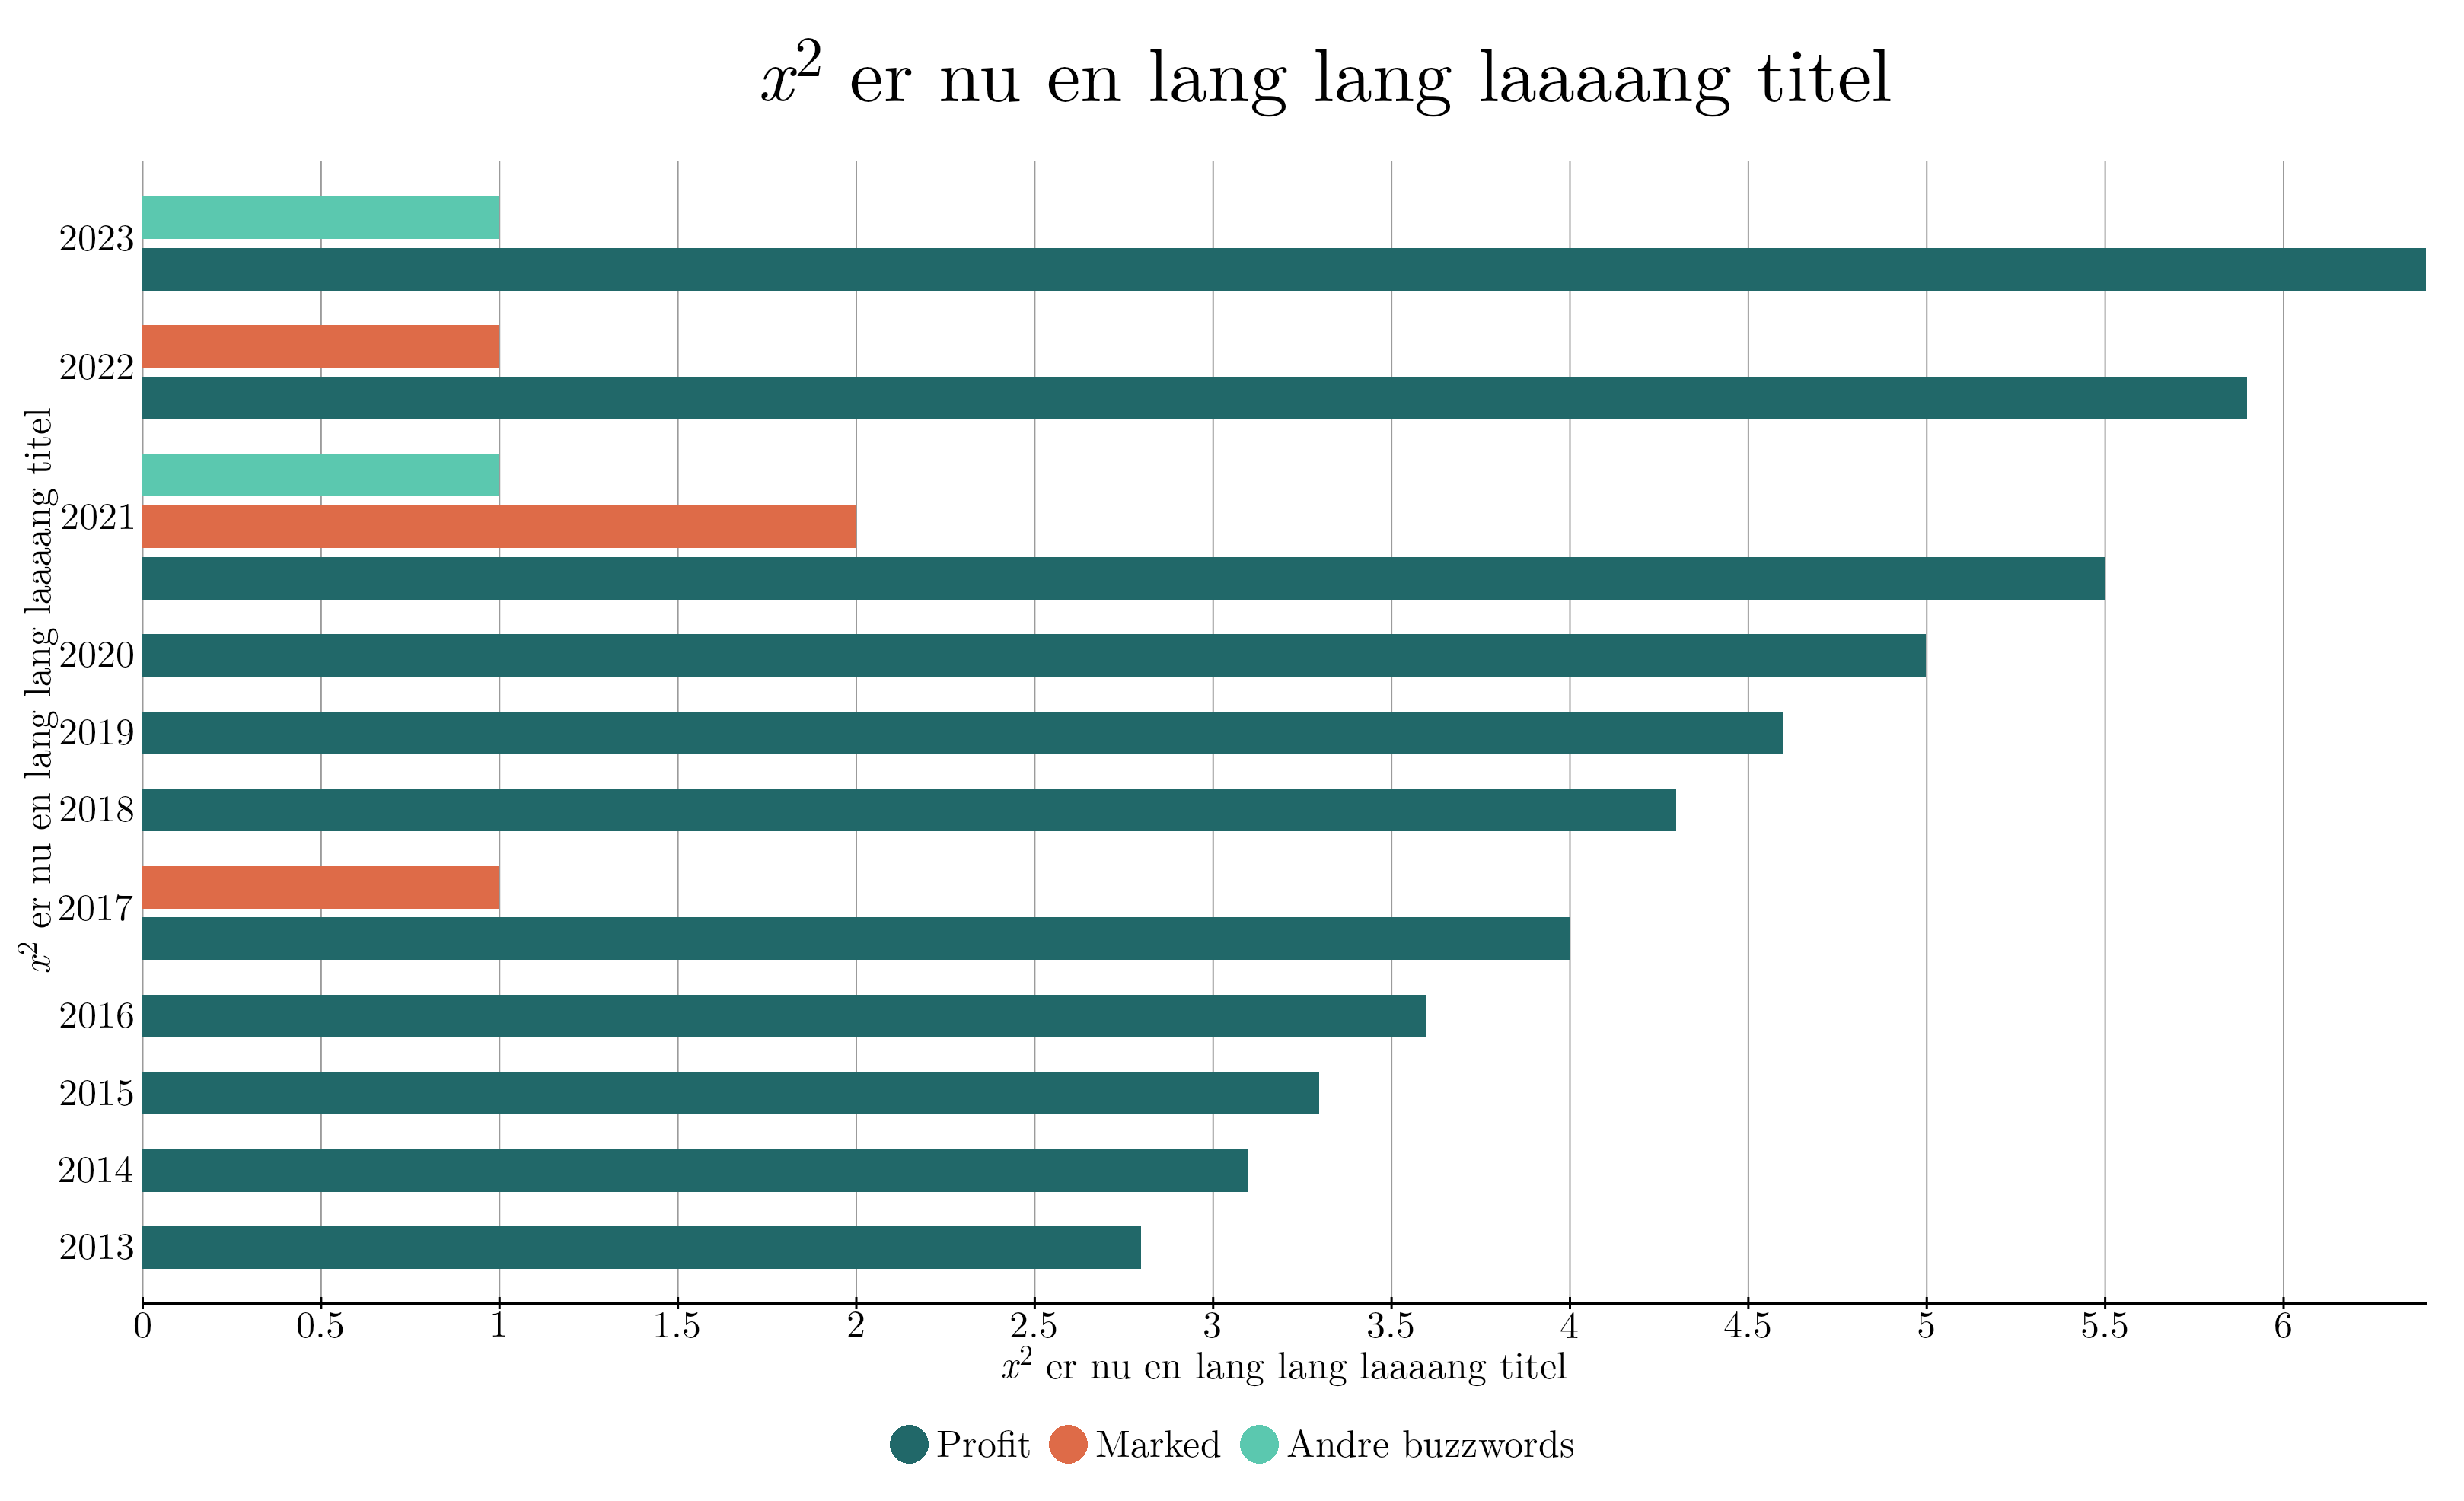 x² er nu en lang lang laaaang titel
x² er nu en lang lang laaaang titel
2023
2022
2021
2020
2019
2018
2017
2016
2015
2014
2013
0 0.5 1 1.5 2 2.5 3 3.5 4 4.5 5 5.5 6
x² er nu en lang lang laaaang titel
Profit Marked Andre buzzwords